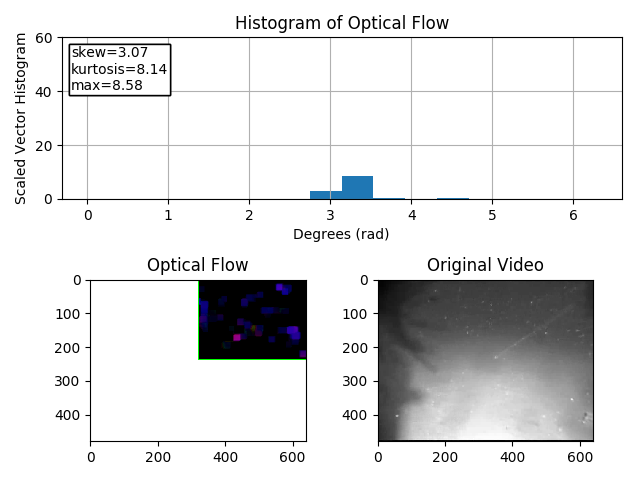 Histogram of Optical Flow
Scaled Vector Histogram
60
40
20
0
skew=3.07
kurtosis=8.14
max=8.58
0 1 2 3 4 5 6
Degrees (rad)
Optical Flow
0
100
200
300
400
0 200 400 600
Original Video
0
100
200
300
400
0 200 400 600